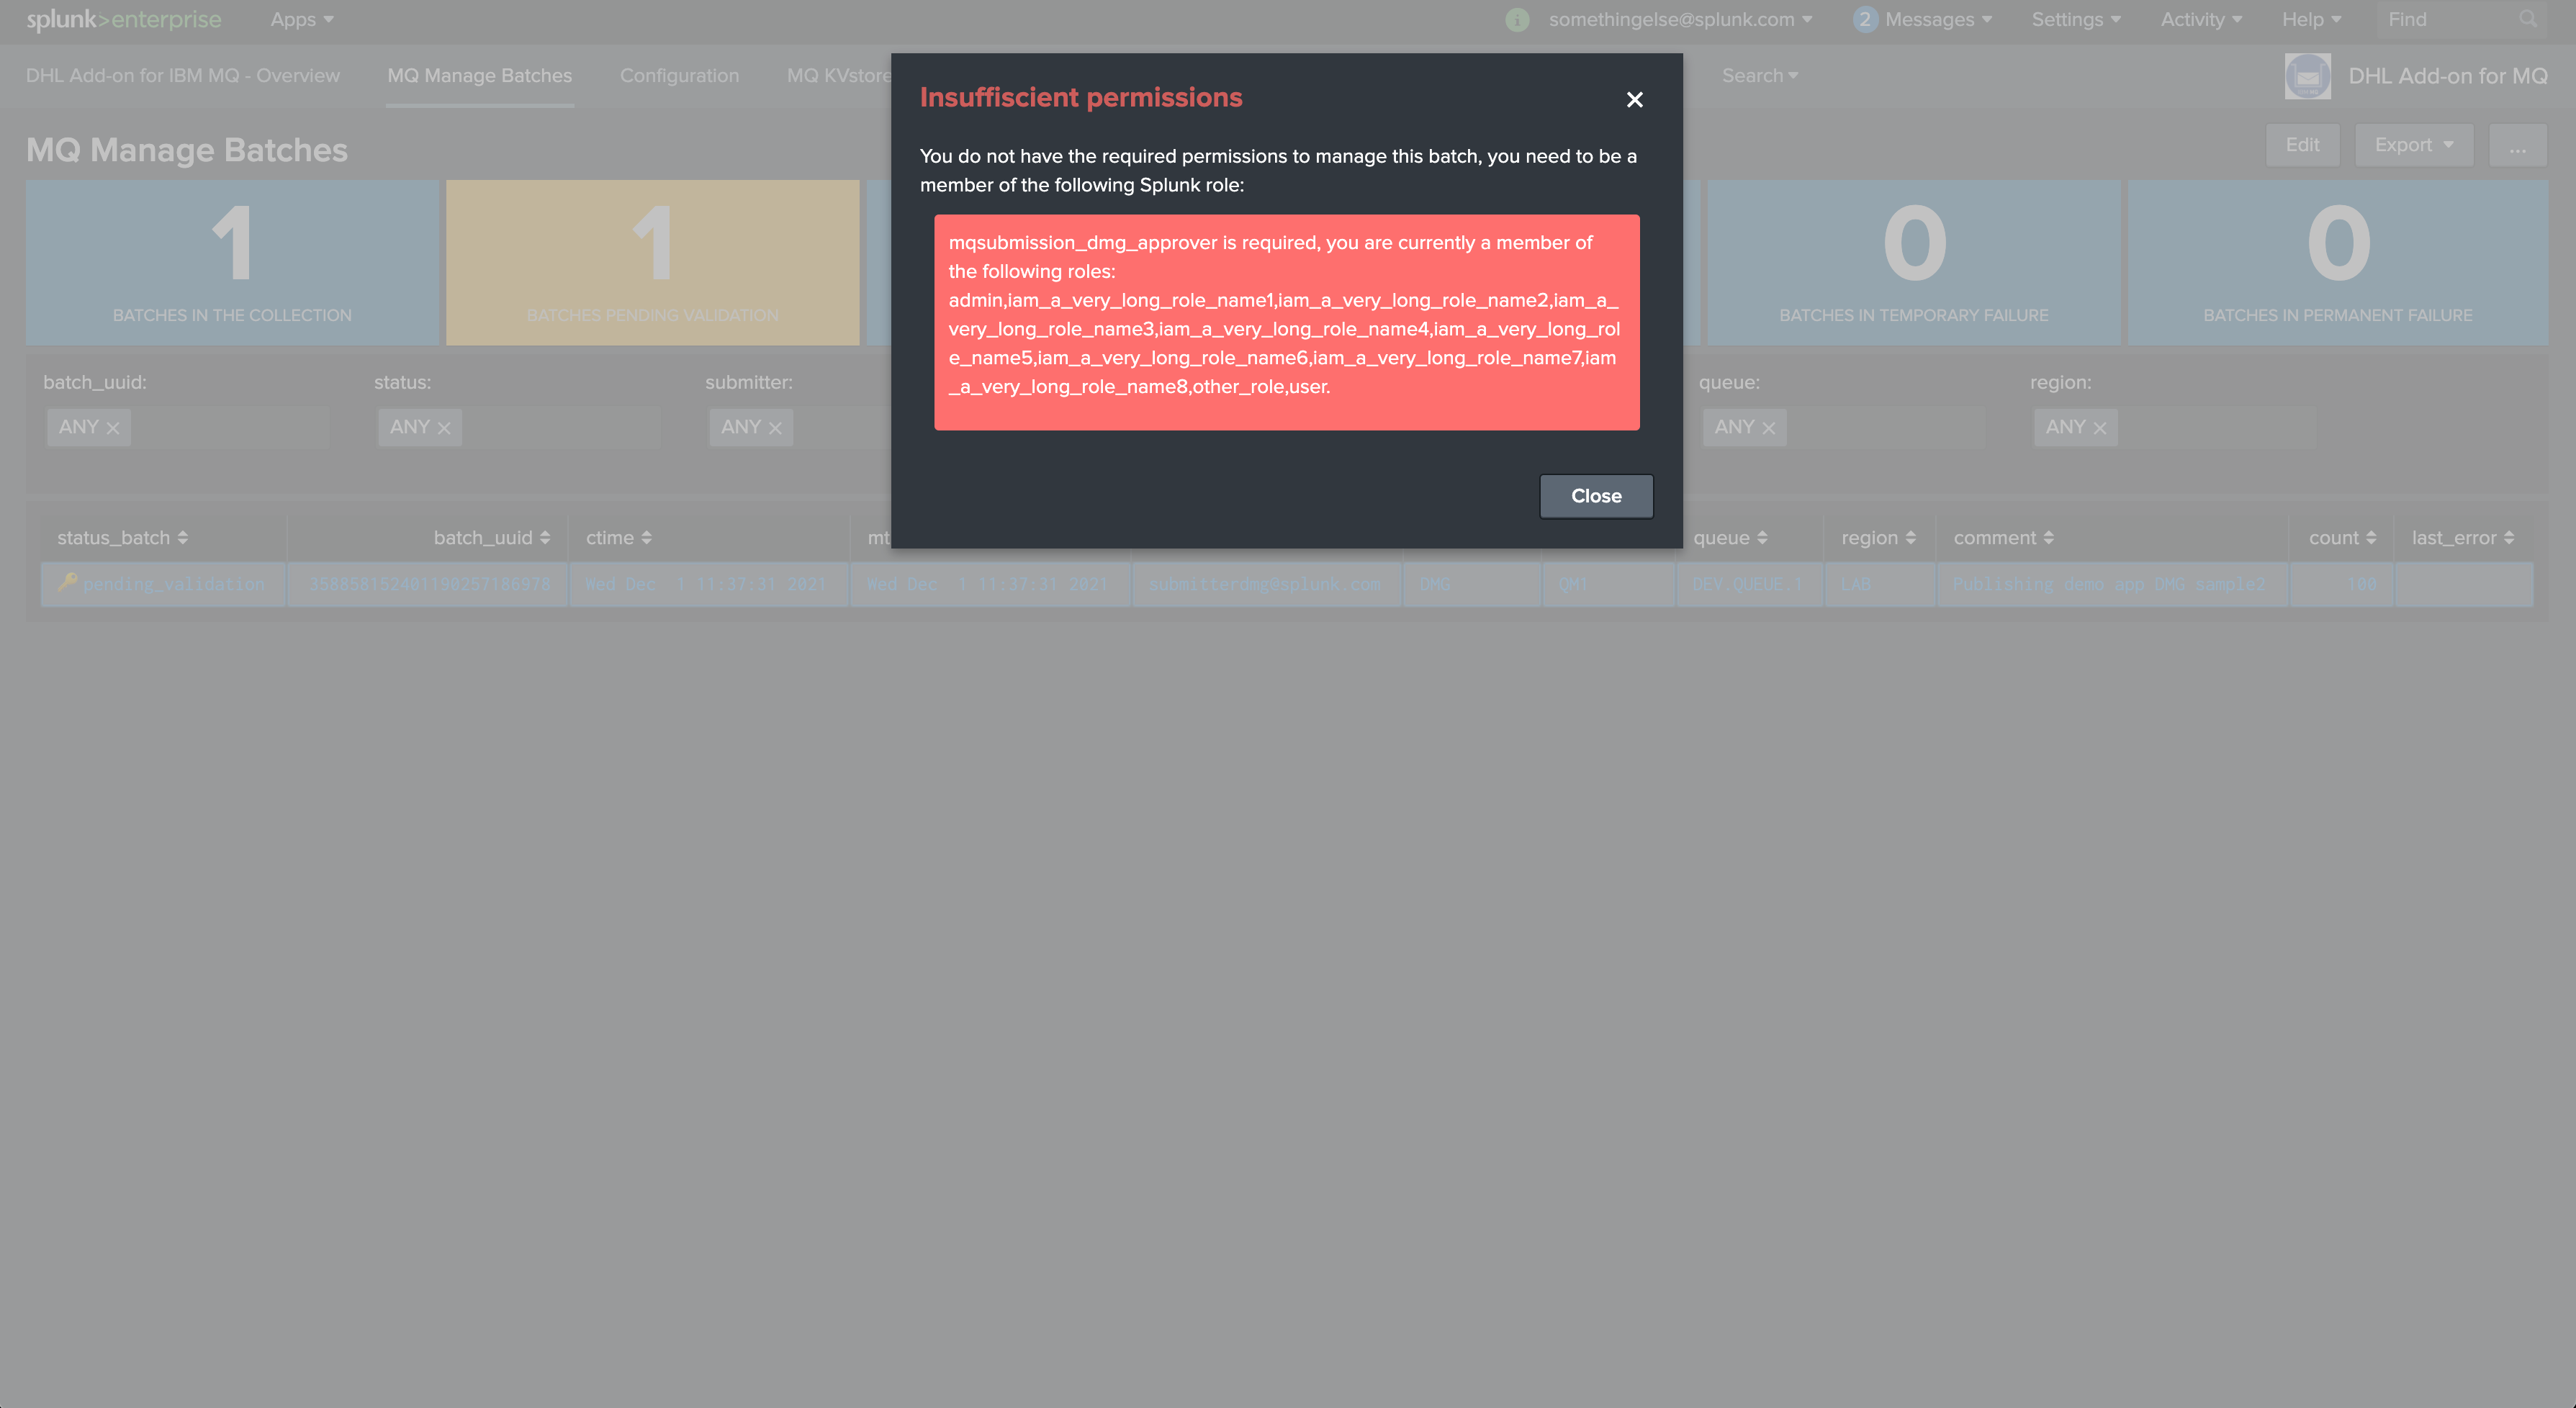 splunk>enterprise Apps somethingelse@splunk.com 2 Messages Settings Activity Help Find
DHL Add-on for IBM MQ - Overview MQ Manage Batches Configuration MQ KVstore Search DHL Add-on for MQ
MQ Manage Batches Edit Export ...
Insuffiscient permissions
You do not have the required permissions to manage this batch, you need to be a
member of the following Splunk role:
mqsubmission_dmg_approver is required, you are currently a member of
the following roles:
admin,iam_a_very_long_role_name1,iam_a_very_long_role_name2,iam_a_
very_long_role_name3,iam_a_very_long_role_name4,iam_a_very_long_rol
e_name5,iam_a_very_long_role_name6,iam_a_very_long_role_name7,iam
_a_very_long_role_name8,other_role,user.
Close
1 1 0 0
BATCHES IN THE COLLECTION BATCHES PENDING VALIDATION BATCHES IN TEMPORARY FAILURE BATCHES IN PERMANENT FAILURE
batch_uuid: status: submitter: queue: region:
ANY ANY ANY ANY ANY
status_batch batch_uuid ctime mt queue region comment count last_error
pending_validation 358858152401190257186978 Wed Dec 1 11:37:31 2021 Wed Dec 1 11:37:31 2021 submitterdmg@splunk.com DMG QM1 DEV.QUEUE.1 LAB Publishing demo app DMG sample2 100